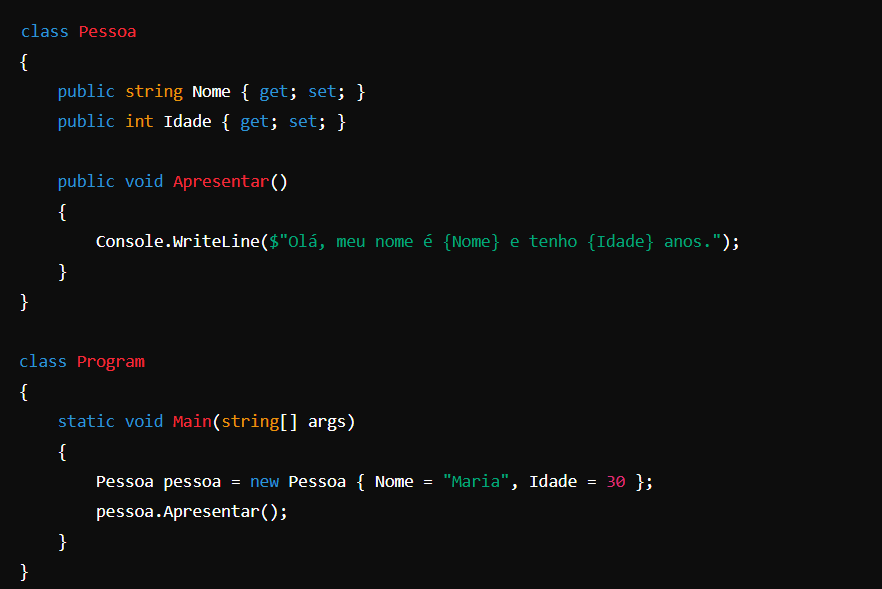 class Pessoa
{
    public string Nome { get; set; }
    public int Idade { get; set; }

    public void Apresentar()
    {
        Console.WriteLine($"Olá, meu nome é {Nome} e tenho {Idade} anos.");
    }
}

class Program
{
    static void Main(string[] args)
    {
        Pessoa pessoa = new Pessoa { Nome = "Maria", Idade = 30 };
        pessoa.Apresentar();
    }
}